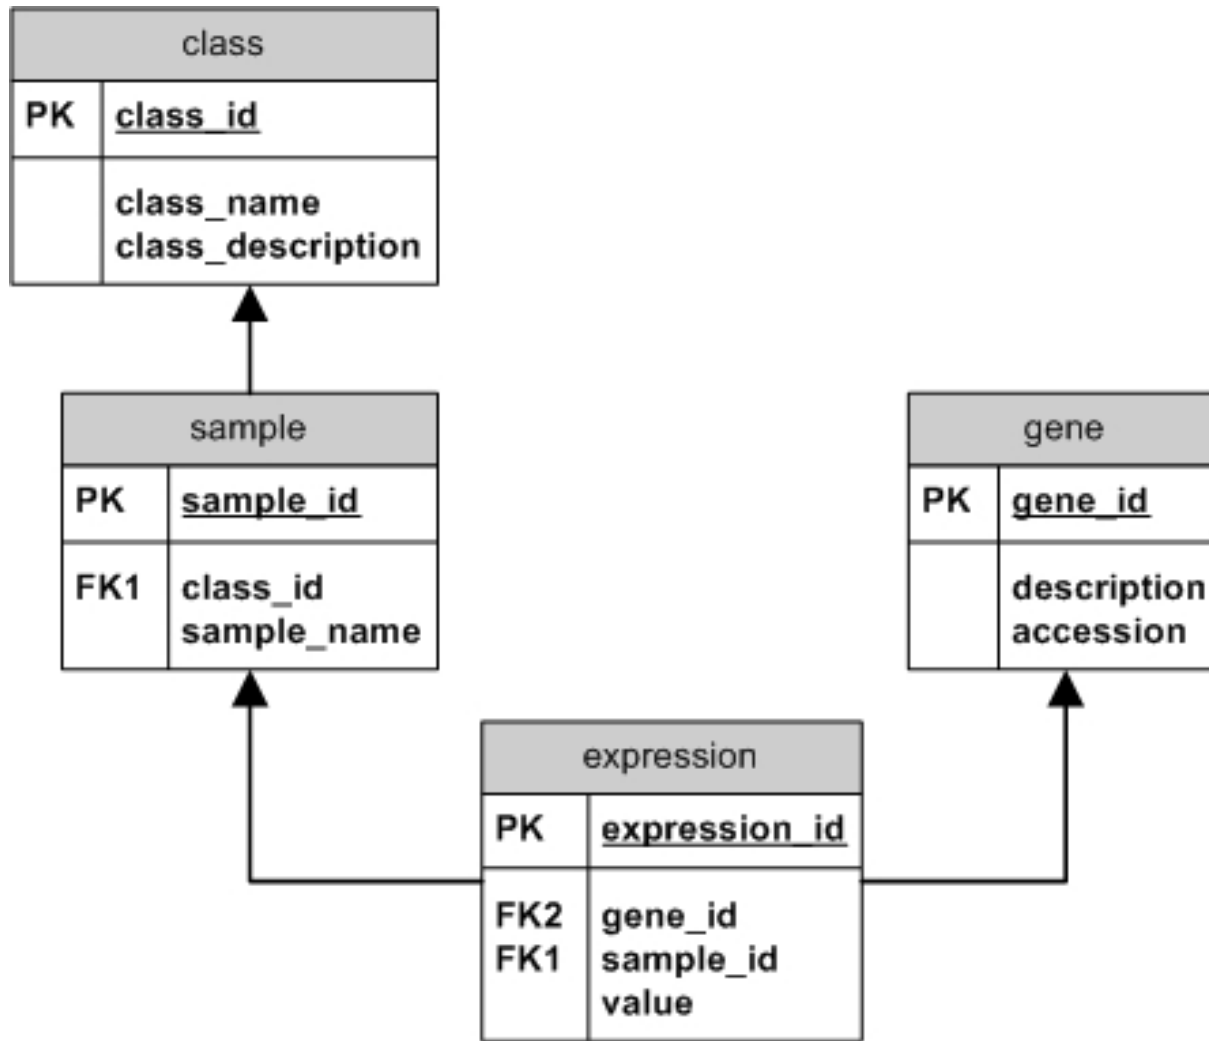 class
PK class_id
class_name
class_description
sample
PK sample_id
FK1 class_id
sample_name
gene
PK gene_id
description
accession
expression
PK expression_id
FK2 gene_id
FK1 sample_id
value